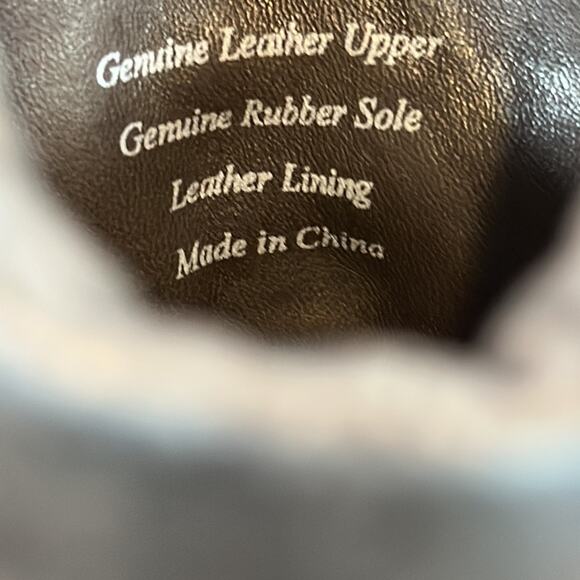 Genuine Leather Upper
Genuine Rubber Sole
Leather Lining
Made in China